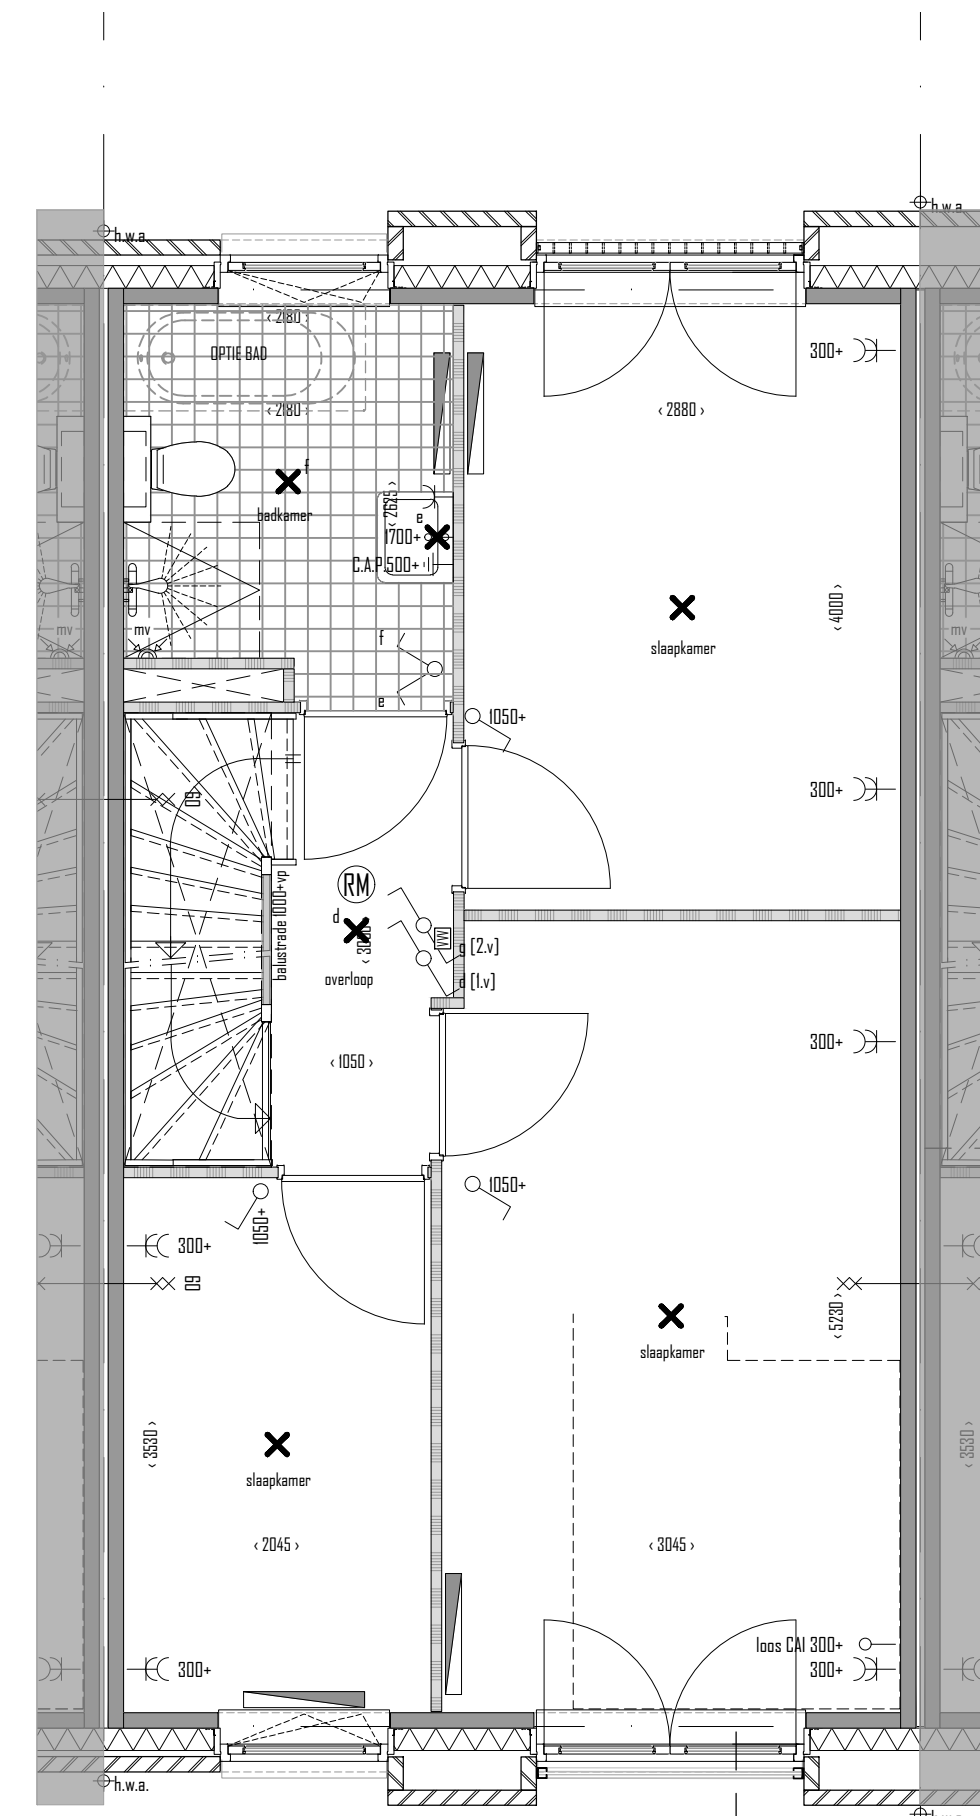 h.w.a.
h.w.a.
‹ 2180 ›
OPTIE BAD
300+
‹ 2180 ›
‹ 2880 ›
f
‹ 2625 ›
badkamer
e
1700+
C.A.P.500+
‹ 4000 ›
mv
mv
mv
f
slaapkamer
e
1050+
60
300+
RM
balustrade 1000+vp
d
VW
g [2.v]
overloop
d [1.v]
300+
‹ 1050 ›
1050+
1050+
300+
60
‹ 5230 ›
slaapkamer
‹ 3530 ›
‹ 3530 ›
slaapkamer
‹ 2045 ›
‹ 3045 ›
loos CAI 300+
300+
300+
h.w.a.